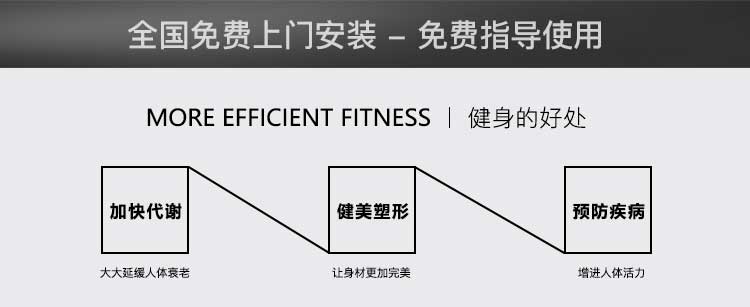 全国免费上门安装 – 免费指导使用
MORE EFFICIENT FITNESS | 健身的好处
加快代谢
健美塑形
预防疾病
大大延缓人体衰老
让身材更加完美
增进人体活力